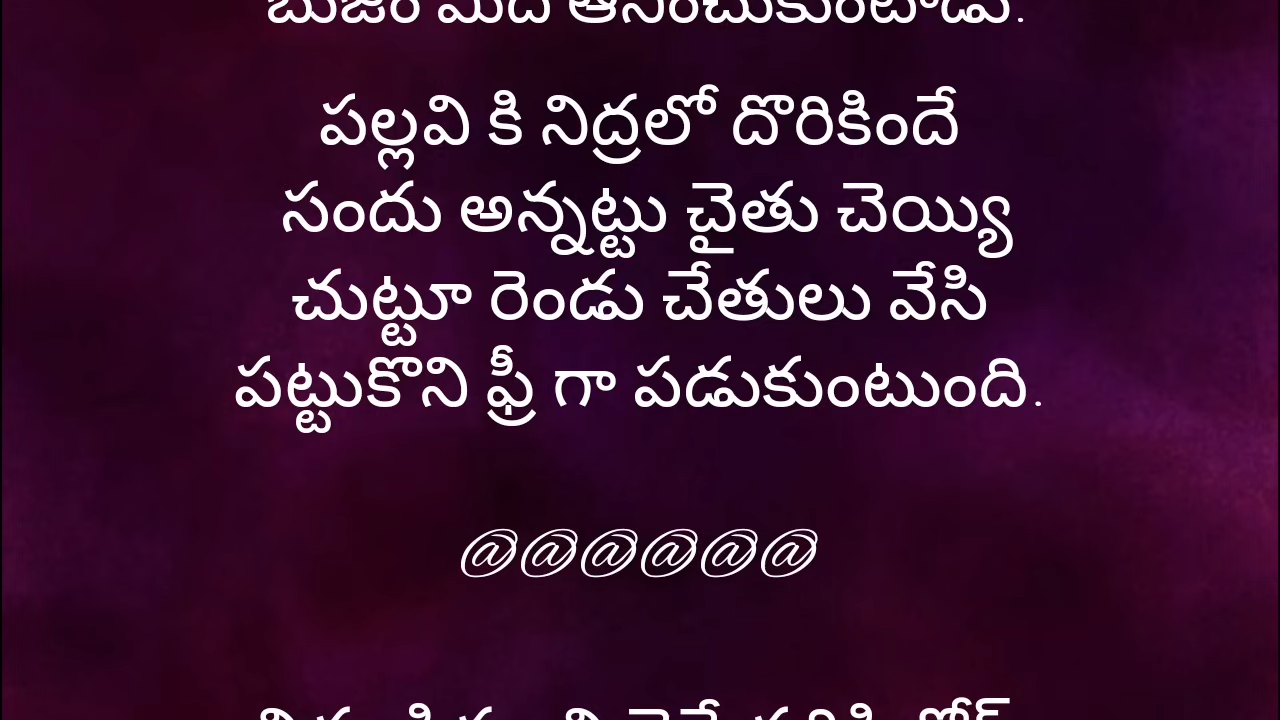 బుజం మీద ఆనించుకుంటాడు.
పల్లవి కి నిద్రలో దొరికిందే
సందు అన్నట్టు చైతు చెయ్యి
చుట్టూ రెండు చేతులు వేసి
పట్టుకొని ఫ్రీ గా పడుకుంటుంది.
@@@@@@